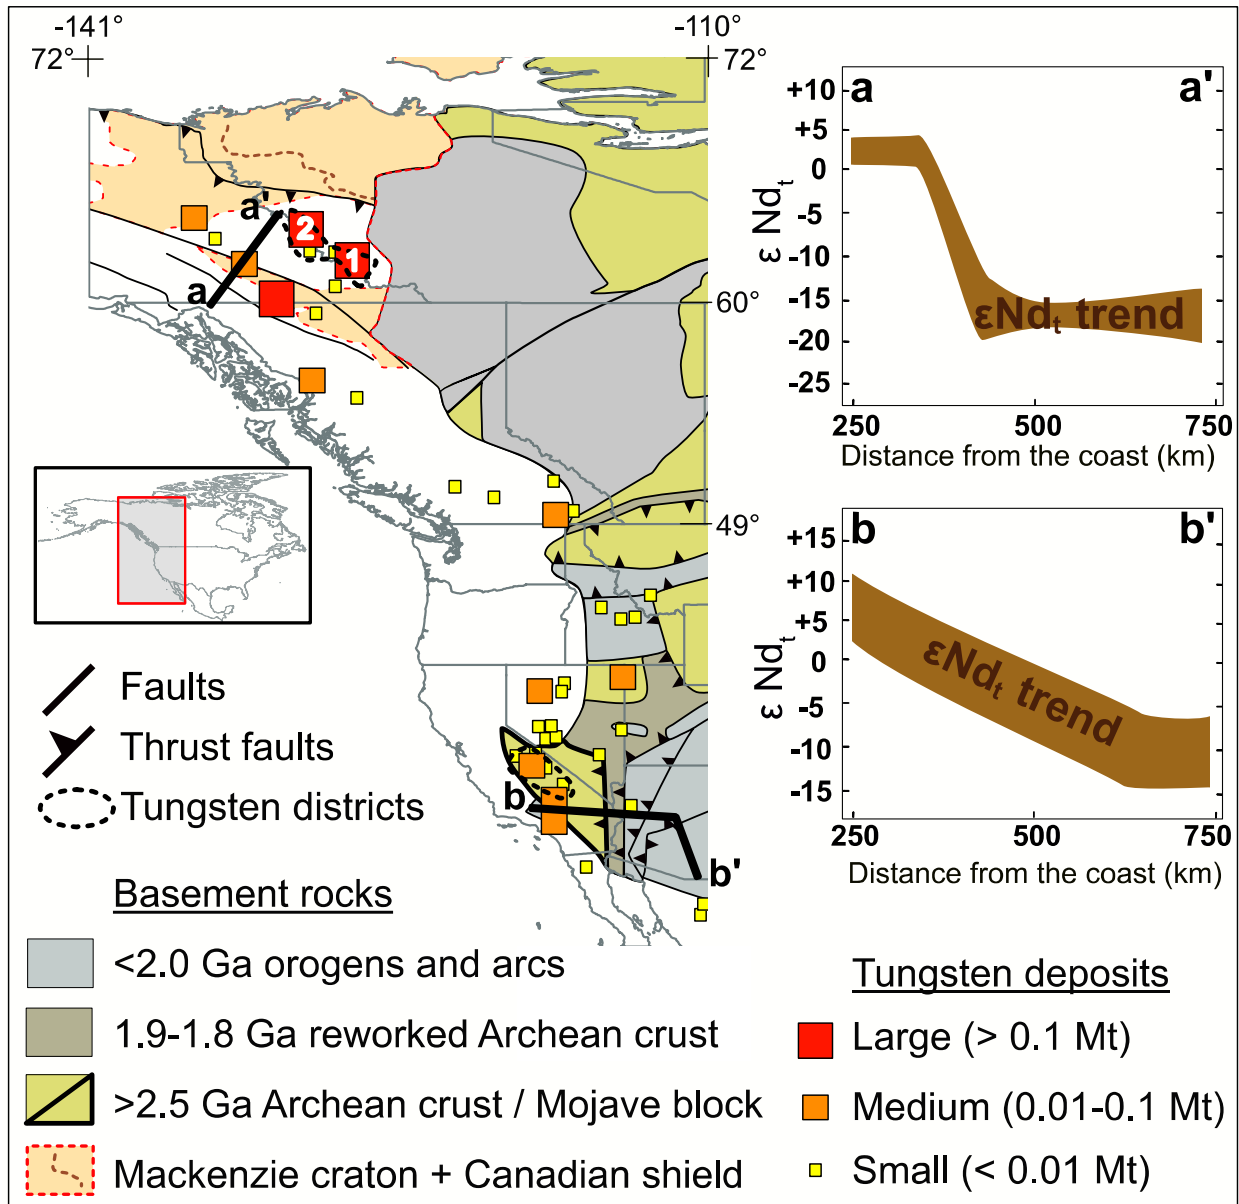 -141°
-110°
72°
72°
a'
2
1
a
60°
49°
b
b'
Faults
Thrust faults
Tungsten districts
Basement rocks
<2.0 Ga orogens and arcs
1.9-1.8 Ga reworked Archean crust
>2.5 Ga Archean crust / Mojave block
Mackenzie craton + Canadian shield
a
a'
+10
+5
0
-5
-10
-15
-20
-25
ε Ndt
εNdt trend
250
500
750
Distance from the coast (km)
b
b'
+15
+10
+5
0
-5
-10
-15
ε Ndt
εNdt trend
250
500
750
Distance from the coast (km)
Tungsten deposits
Large (> 0.1 Mt)
Medium (0.01-0.1 Mt)
Small (< 0.01 Mt)